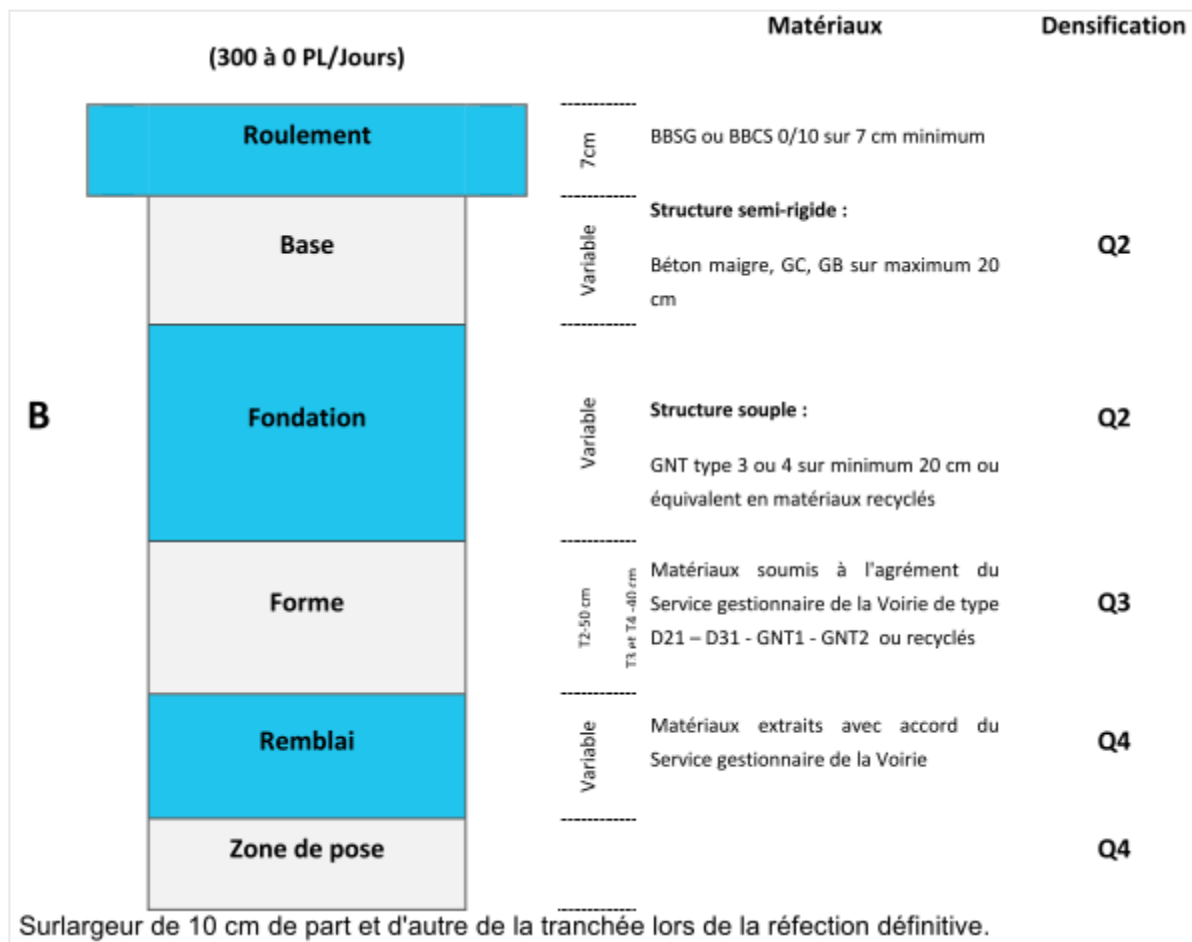 Matériaux
Densification
(300 à 0 PL/Jours)
Roulement
7cm
BBSG ou BBCS 0/10 sur 7 cm minimum
Base
Variable
Structure semi-rigide :
Béton maigre, GC, GB sur maximum 20
cm
Q2
B
Fondation
Variable
Structure souple :
GNT type 3 ou 4 sur minimum 20 cm ou
équivalent en matériaux recyclés
Q2
Forme
T2-50 cm
T3 et T4 -40 cm
Matériaux soumis à l'agrément du
Service gestionnaire de la Voirie de type
D21 – D31 - GNT1 - GNT2 ou recyclés
Q3
Remblai
Variable
Matériaux extraits avec accord du
Service gestionnaire de la Voirie
Q4
Zone de pose
Q4
Surlargeur de 10 cm de part et d'autre de la tranchée lors de la réfection définitive.